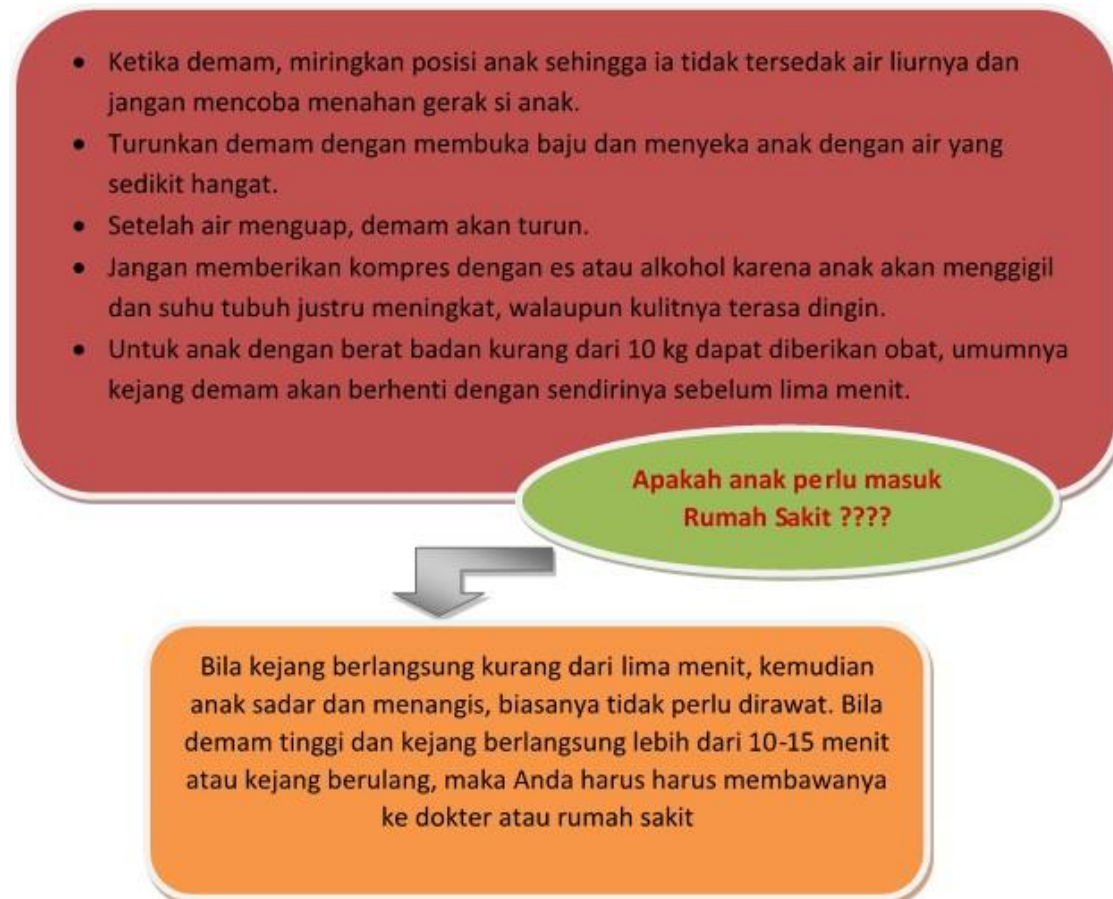 • Ketika demam, miringkan posisi anak sehingga ia tidak tersedak air liurnya dan
jangan mencoba menahan gerak si anak.
• Turunkan demam dengan membuka baju dan menyeka anak dengan air yang
sedikit hangat.
• Setelah air menguap, demam akan turun.
• Jangan memberikan kompres dengan es atau alkohol karena anak akan menggigil
dan suhu tubuh justru meningkat, walaupun kulitnya terasa dingin.
• Untuk anak dengan berat badan kurang dari 10 kg dapat diberikan obat, umumnya
kejang demam akan berhenti dengan sendirinya sebelum lima menit.
Apakah anak perlu masuk
Rumah Sakit ????
Bila kejang berlangsung kurang dari lima menit, kemudian
anak sadar dan menangis, biasanya tidak perlu dirawat. Bila
demam tinggi dan kejang berlangsung lebih dari 10-15 menit
atau kejang berulang, maka Anda harus harus membawanya
ke dokter atau rumah sakit